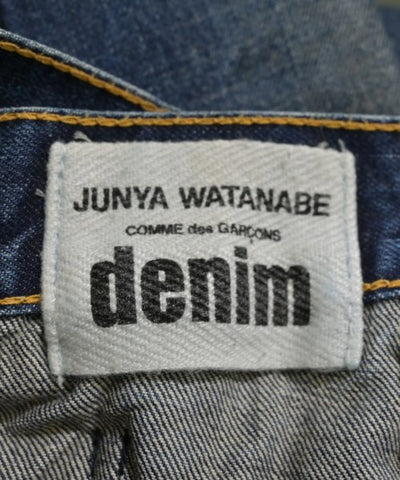 JUNYA WATANABE
COMME des GARÇONS
denim